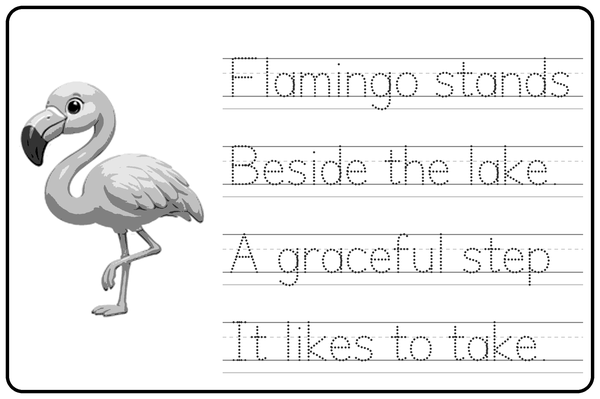 Flamingo stands
Beside the lake.
A graceful step
It likes to take.